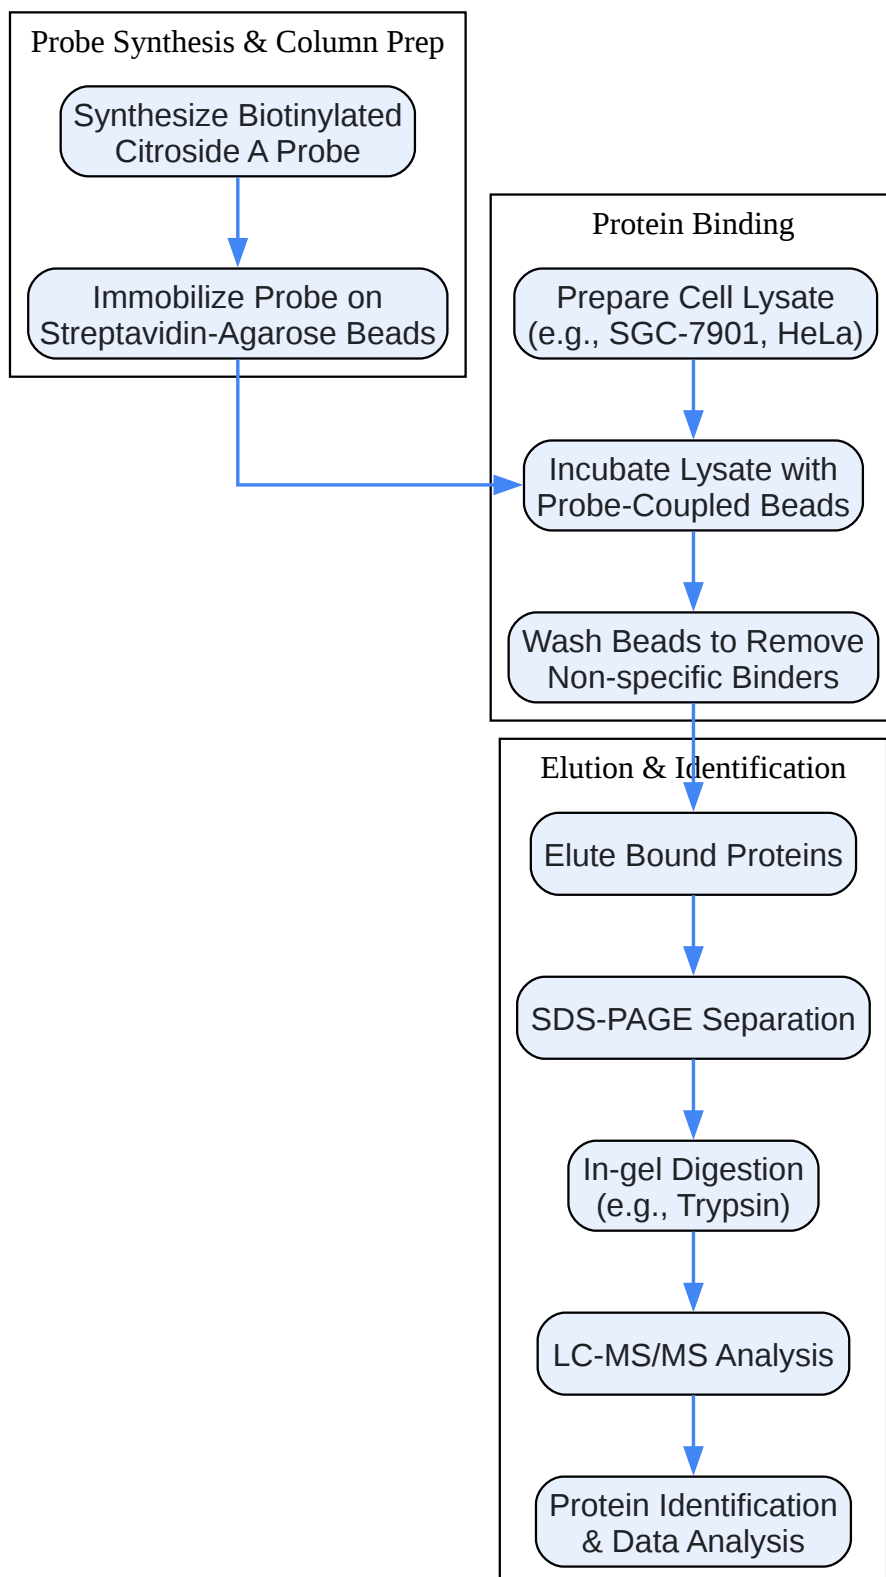 Probe Synthesis & Column Prep
Synthesize Biotinylated
Citroside A Probe
Immobilize Probe on
Streptavidin-Agarose Beads
Protein Binding
Prepare Cell Lysate
(e.g., SGC-7901, HeLa)
Incubate Lysate with
Probe-Coupled Beads
Wash Beads to Remove
Non-specific Binders
Elution & Identification
Elute Bound Proteins
SDS-PAGE Separation
In-gel Digestion
(e.g., Trypsin)
LC-MS/MS Analysis
Protein Identification
& Data Analysis